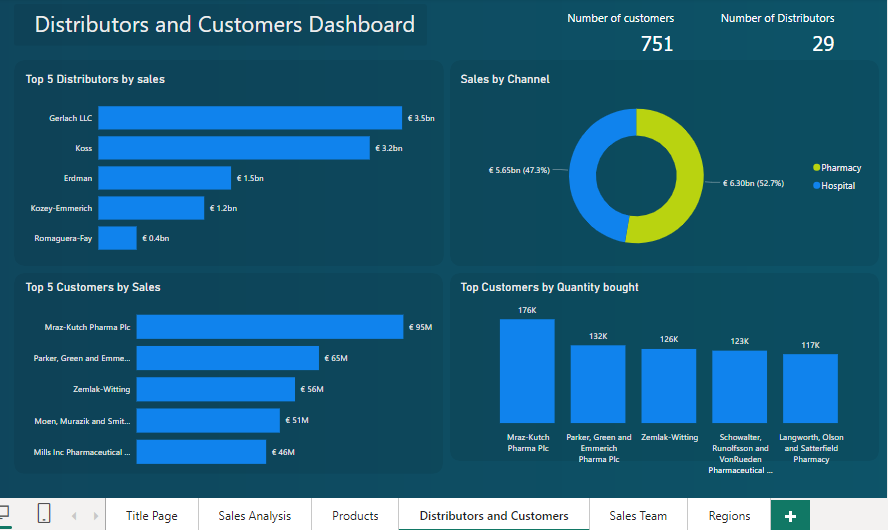 Distributors and Customers Dashboard
Number of customers
751
Number of Distributors
29
Top 5 Distributors by sales
Gerlach LLC € 3.5bn
Koss € 3.2bn
Erdman € 1.5bn
Kozey-Emmerich € 1.2bn
Romaguera-Fay € 0.4bn
Sales by Channel
€ 5.65bn (47.3%)
€ 6.30bn (52.7%)
Pharmacy
Hospital
Top 5 Customers by Sales
Mraz-Kutch Pharma Plc € 95M
Parker, Green and Emme... € 65M
Zemlak-Witting € 56M
Moen, Murazik and Smit... € 51M
Mills Inc Pharmaceutical ... € 46M
Top Customers by Quantity bought
176K
132K
126K
123K
117K
Mraz-Kutch
Pharma Plc
Parker, Green and
Emmerich
Pharma Plc
Zemlak-Witting
Schowalter,
Runolfsson and
VonRueden
Pharmaceutical ...
Langworth, Olson
and Satterfield
Pharmacy
Title Page
Sales Analysis
Products
Distributors and Customers
Sales Team
Regions
+